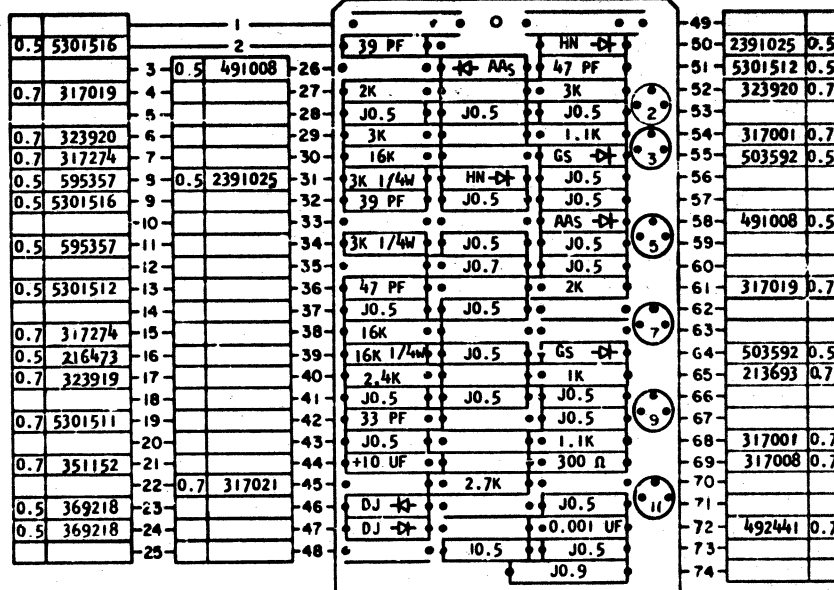 1 49
0.5 5301516 2 39 PF HN 50 2391025 0.5
3 0.5 491008 26 AAS 47 PF 51 5301512 0.5
0.7 317019 4 27 2K 3K 52 323920 0.7
5 28 J0.5 J0.5 J0.5 2 53
0.7 323920 6 29 3K 1.1K 54 317001 0.7
0.7 317274 7 30 16K GS 3 55 503592 0.5
0.5 595357 0.5 2391025 31 3K 1/4W HN J0.5 56
0.5 5301516 9 32 39 PF J0.5 J0.5 57
10 33 AAS 58 491008 0.5
0.5 595357 11 34 3K 1/4W J0.5 J0.5 5 59
12 35 J0.7 J0.5 60
0.5 5301512 13 36 47 PF 2K 61 317019 0.7
14 37 J0.5 J0.5 62
0.7 317274 15 38 16K 7 63
0.5 216473 16 39 16K 1/4W J0.5 GS 64 503592 0.5
0.7 323919 17 40 2.4K 1K 65 213693 0.7
18 41 J0.5 J0.5 J0.5 66
0.7 5301511 19 42 33 PF J0.5 9 67
20 43 J0.5 1.1K 68 317001 0.7
0.7 351152 21 44 +10 UF 300 Ω 69 317008 0.7
22 0.7 317021 45 2.7K 70
0.5 369218 23 46 DJ J0.5 11 71
0.5 369218 24 47 DJ 0.001 UF 72 492441 0.7
25 48 J0.5 J0.5 73
J0.9 74